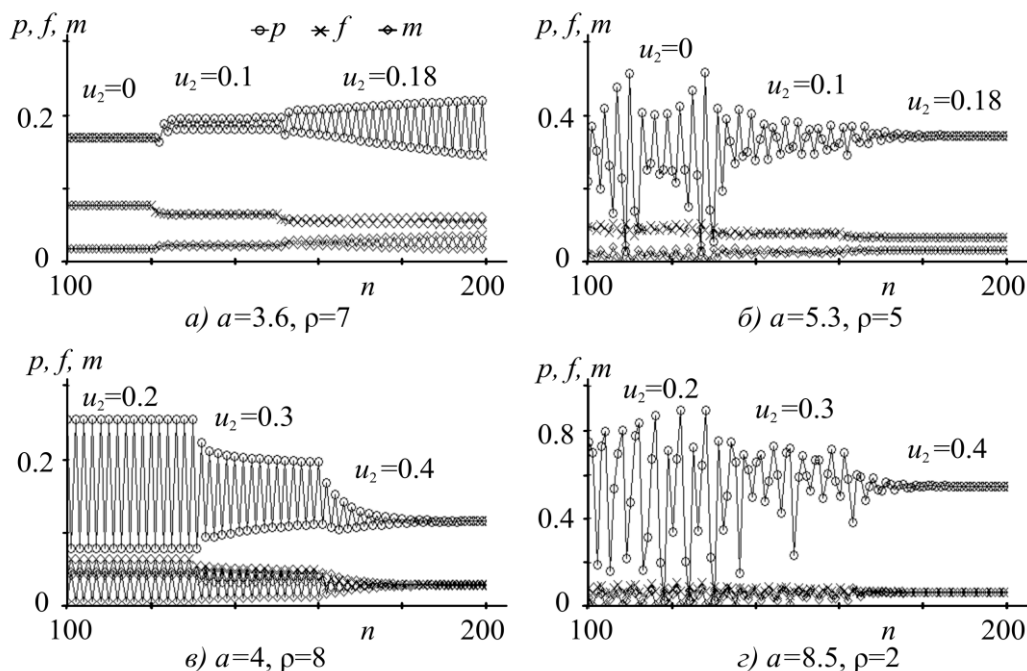 p, f, m
p f m
u₂=0
u₂=0.1
u₂=0.18
0.2
0
100
n
200
а) a=3.6, ρ=7
p, f, m
u₂=0
u₂=0.1
u₂=0.18
0.4
0
100
n
200
б) a=5.3, ρ=5
p, f, m
u₂=0.2
u₂=0.3
u₂=0.4
0.2
0
100
n
200
в) a=4, ρ=8
p, f, m
u₂=0.2
u₂=0.3
u₂=0.4
0.8
0.4
0
100
n
200
г) a=8.5, ρ=2